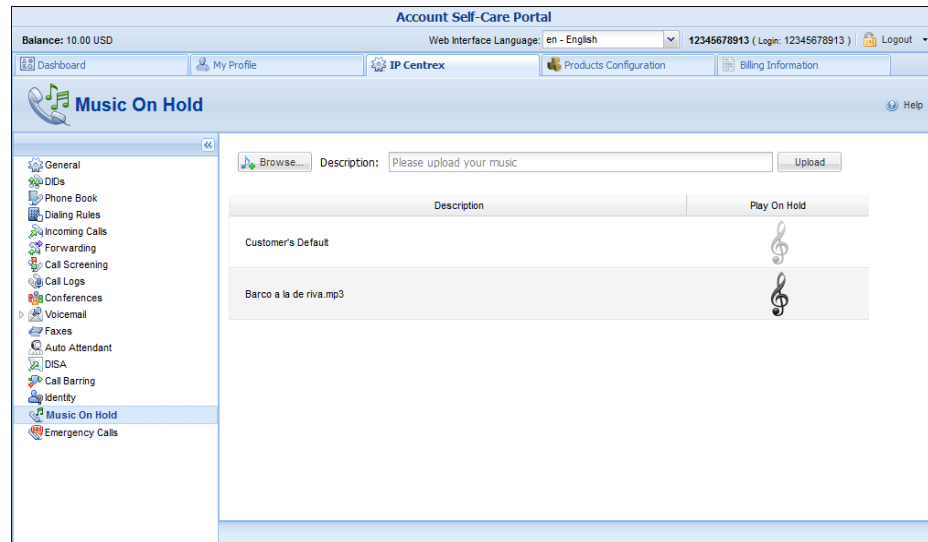 Account Self-Care Portal
Balance: 10.00 USD Web Interface Language: en - English 12345678913 ( Login: 12345678913 ) Logout
Dashboard My Profile IP Centrex Products Configuration Billing Information
Music On Hold Help
General
DIDs
Phone Book
Dialing Rules
Incoming Calls
Forwarding
Call Screening
Call Logs
Conferences
Voicemail
Faxes
Auto Attendant
DISA
Call Barring
Identity
Music On Hold
Emergency Calls
Browse... Description: Please upload your music Upload
Description Play On Hold
Customer's Default
Barco a la de riva.mp3